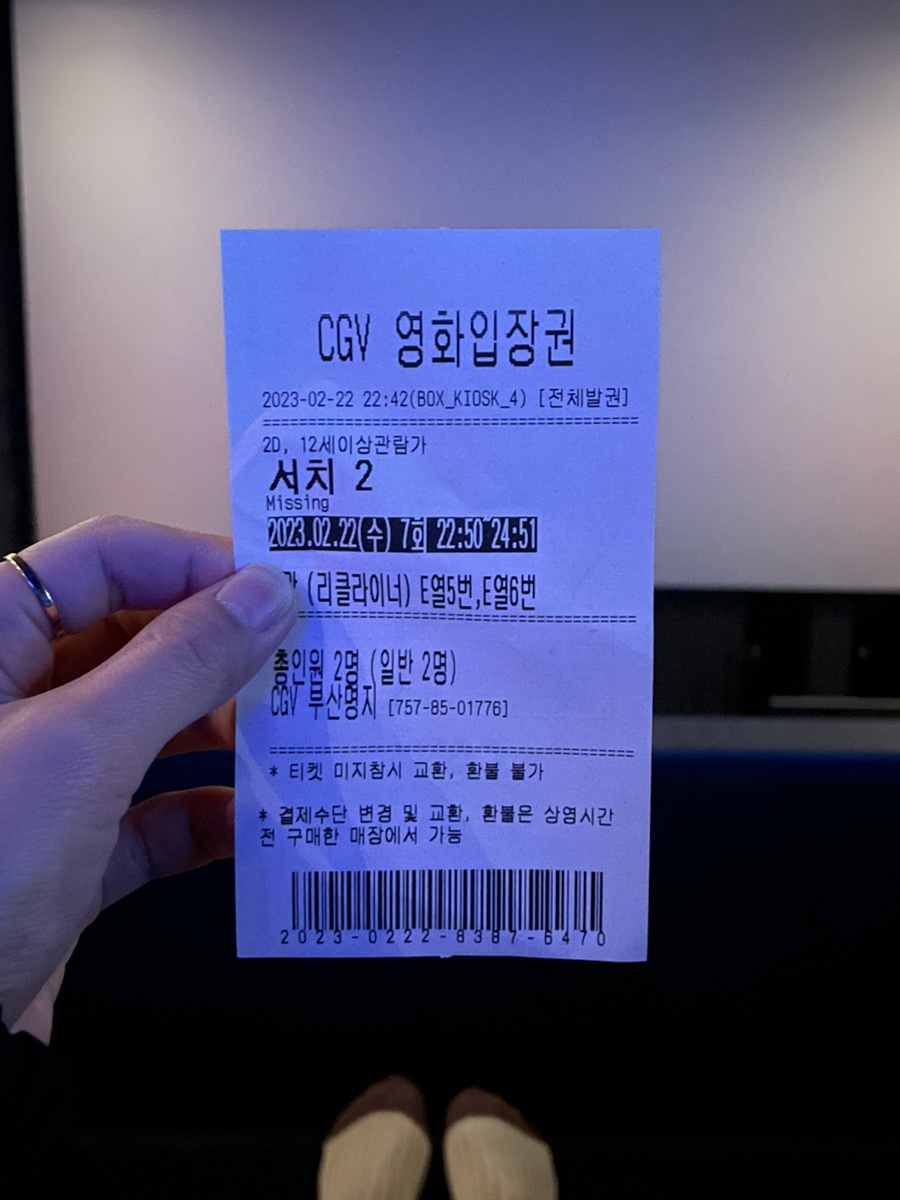 CGV 영화입장권
2023-02-22 22:42(BOX_KIOSK_4) [전체발권]
2D, 12세이상관람가
서치 2
Missing
2023.02.22(수) 7회 22:50~24:51
(리클라이너) E열5번,E열6번
총인원 2명 (일반 2명)
CGV 부산명지 [757-85-01776]
* 티켓 미지참시 교환, 환불 불가
* 결제수단 변경 및 교환, 환불은 상영시간
전 구매한 매장에서 가능
2023-0222-8387-6470